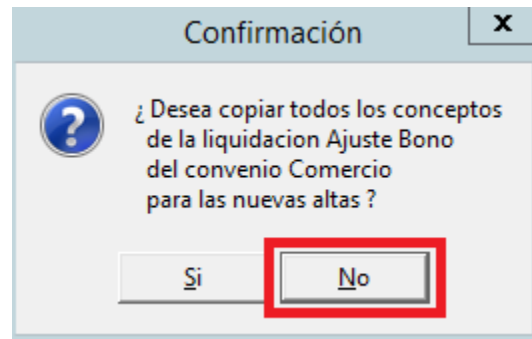 Confirmación
x
¿ Desea copiar todos los conceptos
de la liquidacion Ajuste Bono
del convenio Comercio
para las nuevas altas ?
Si
No